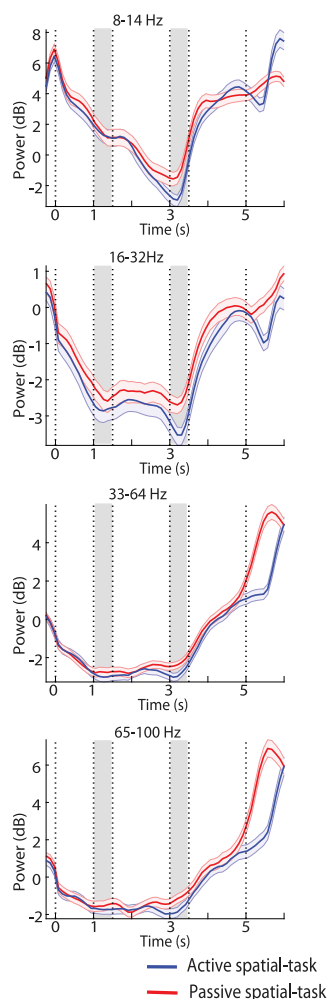 8-14 Hz
8
6
4
2
0
-2
Power (dB)
0 1 3 5
Time (s)
16-32Hz
1
0
-1
-2
-3
Power (dB)
0 1 3 5
Time (s)
33-64 Hz
4
2
0
-2
Power (dB)
0 1 3 5
Time (s)
65-100 Hz
6
4
2
0
-2
Power (dB)
0 1 3 5
Time (s)
Active spatial-task
Passive spatial-task